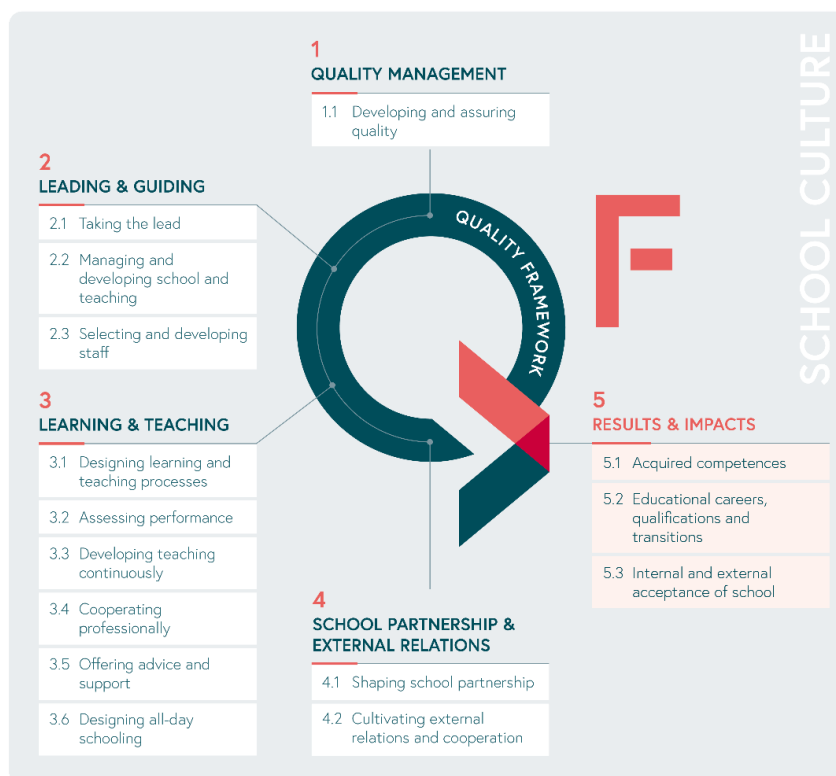 1
QUALITY MANAGEMENT
1.1 Developing and assuring
quality
2
LEADING & GUIDING
2.1 Taking the lead
2.2 Managing and
developing school and
teaching
2.3 Selecting and developing
staff
3
LEARNING & TEACHING
3.1 Designing learning and
teaching processes
3.2 Assessing performance
3.3 Developing teaching
continuously
3.4 Cooperating
professionally
3.5 Offering advice and
support
3.6 Designing all-day
schooling
QUALITY FRAMEWORK
F
4
SCHOOL PARTNERSHIP &
EXTERNAL RELATIONS
4.1 Shaping school partnership
4.2 Cultivating external
relations and cooperation
5
RESULTS & IMPACTS
5.1 Acquired competences
5.2 Educational careers,
qualifications and
transitions
5.3 Internal and external
acceptance of school
SCHOOL CULTURE